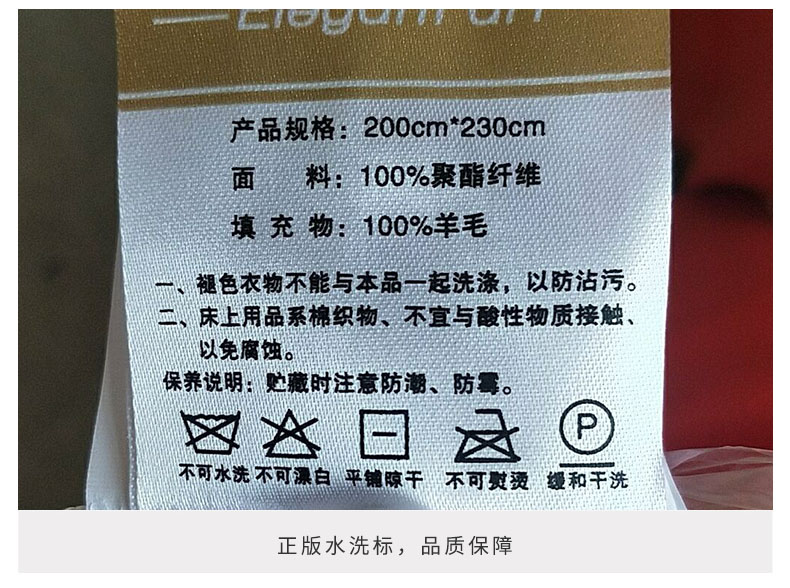 产品规格：200cm*230cm
面 料：100%聚酯纤维
填充物：100%羊毛
一、褪色衣物不能与本品一起洗涤，以防沾污。
二、床上用品系棉织物、不宜与酸性物质接触、
以免腐蚀。
保养说明：贮藏时注意防潮、防霉。
P
不可水洗 不可漂白 平铺晾干 不可熨烫 缓和干洗
正版水洗标，品质保障